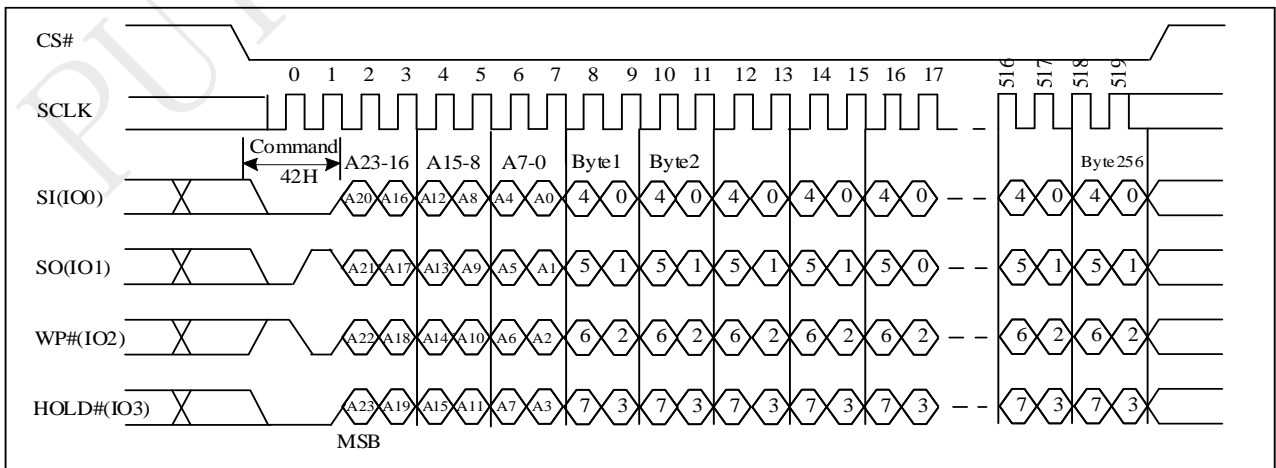 PUY
CS#
0 1 2 3 4 5 6 7 8 9 10 11 12 13 14 15 16 17 516 517 518 519
SCLK
Command
42H
A23-16 A15-8 A7-0 Byte1 Byte2 Byte256
SI(IO0) A20 A16 A12 A8 A4 A0 4 0 4 0 4 0 4 0 4 0 4 0 4 0
SO(IO1) A21 A17 A13 A9 A5 A1 5 1 5 1 5 1 5 1 5 0 5 1 5 1
WP#(IO2) A22 A18 A14 A10 A6 A2 6 2 6 2 6 2 6 2 6 2 6 2 6 2
HOLD#(IO3) A23 A19 A15 A11 A7 A3 7 3 7 3 7 3 7 3 7 3 7 3 7 3
MSB